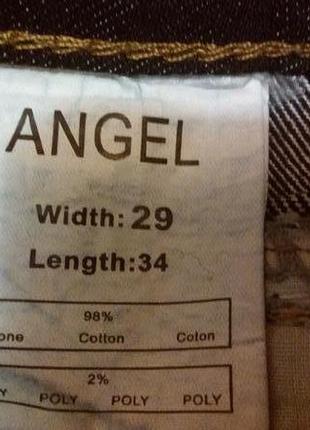 ANGEL
Width: 29
Length:34
98%
one Cotton Coton
2%
Y POLY POLY POLY